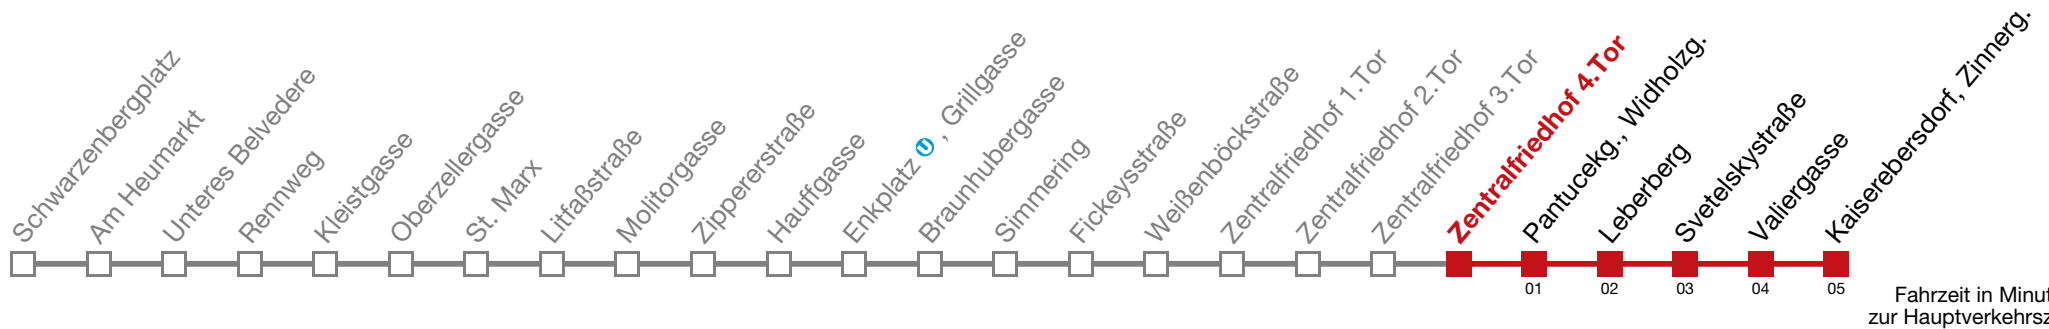 Schwarzenbergplatz
Am Heumarkt
Unteres Belvedere
Rennweg
Kleistgasse
Oberzellergasse
St. Marx
Litfaßstraße
Molitorgasse
Zippererstraße
Hauffgasse
Enkplatz U , Grillgasse
Braunhubergasse
Simmering
Fickeysstraße
Weißenböckstraße
Zentralfriedhof 1.Tor
Zentralfriedhof 2.Tor
Zentralfriedhof 3.Tor
Zentralfriedhof 4.Tor
Pantucekg., Widholzg.
Leberberg
Svetelskystraße
Valiergasse
Kaiserebersdorf, Zinnerg.
01 02 03 04 05
Fahrzeit in Minut
zur Hauptverkehrsz